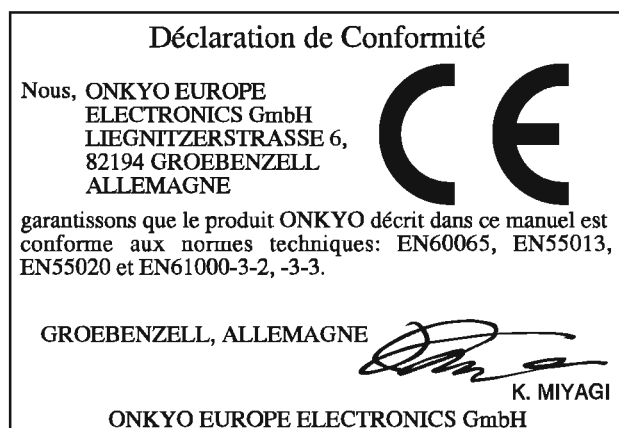 Déclaration de Conformité
Nous, ONKYO EUROPE
ELECTRONICS GmbH
LIEGNITZERSTRASSE 6,
82194 GROEBENZELL
ALLEMAGNE
CE
garantissons que le produit ONKYO décrit dans ce manuel est
conforme aux normes techniques: EN60065, EN55013,
EN55020 et EN61000-3-2, -3-3.
GROEBENZELL, ALLEMAGNE
K. MIYAGI
ONKYO EUROPE ELECTRONICS GmbH